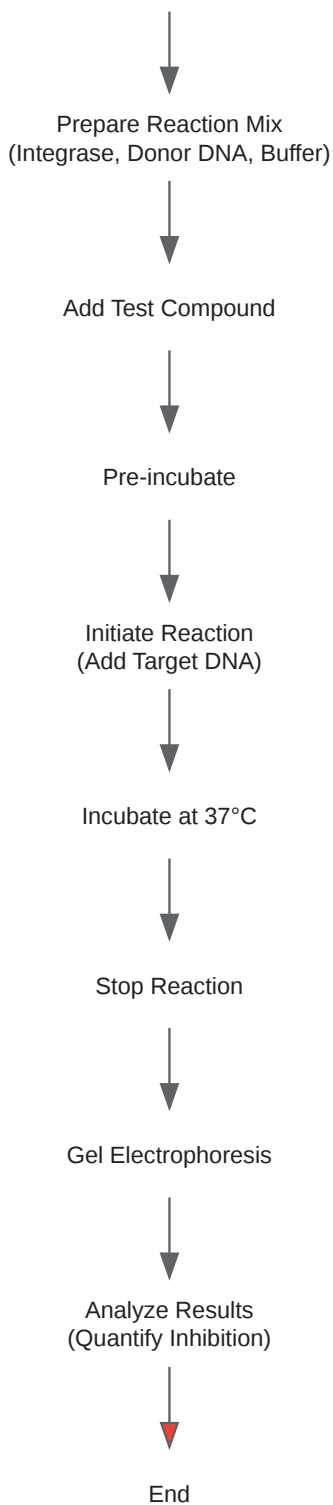 Prepare Reaction Mix
(Integrase, Donor DNA, Buffer)
Add Test Compound
Pre-incubate
Initiate Reaction
(Add Target DNA)
Incubate at 37°C
Stop Reaction
Gel Electrophoresis
Analyze Results
(Quantify Inhibition)
End